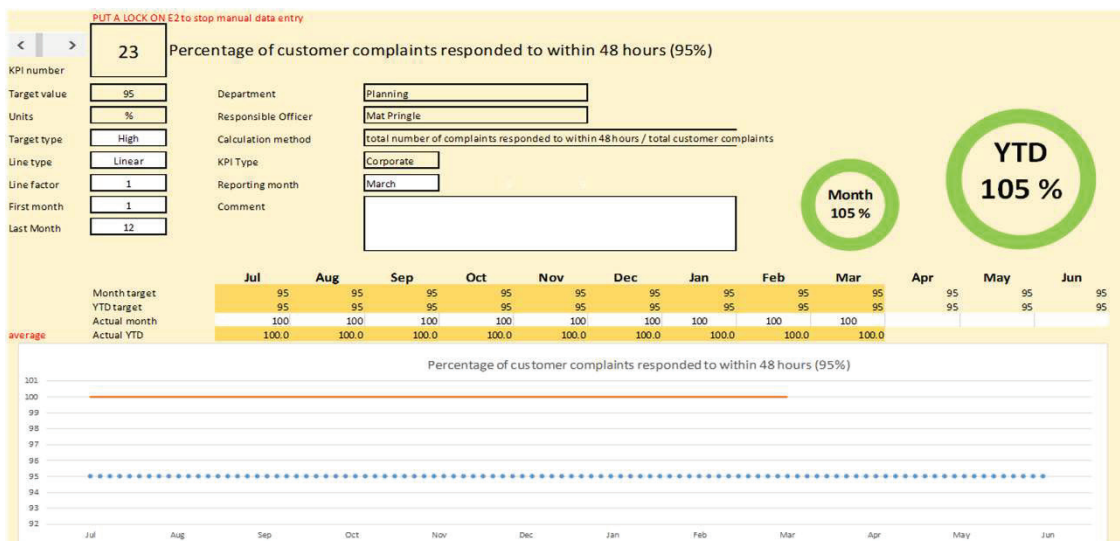 PUT A LOCK ON E2 to stop manual data entry
< >
KPI number
23
Percentage of customer complaints responded to within 48 hours (95%)
Target value 95 Department Planning
Units % Responsible Officer Mat Pringle
Target type High Calculation method total number of complaints responded to within 48 hours / total customer complaints
Line type Linear KPI Type Corporate
Line factor 1 Reporting month March
First month 1 Comment
Last Month 12
Month
105 %
YTD
105 %
Jul Aug Sep Oct Nov Dec Jan Feb Mar Apr May Jun
Month target 95 95 95 95 95 95 95 95 95 95 95 95
YTD target 95 95 95 95 95 95 95 95 95 95 95 95
Actual month 100 100 100 100 100 100 100 100 100
average Actual YTD 100.0 100.0 100.0 100.0 100.0 100.0 100.0 100.0 100.0
Percentage of customer complaints responded to within 48 hours (95%)
101
100
99
98
97
96
95
94
93
92
Jul Aug Sep Oct Nov Dec Jan Feb Mar Apr May Jun